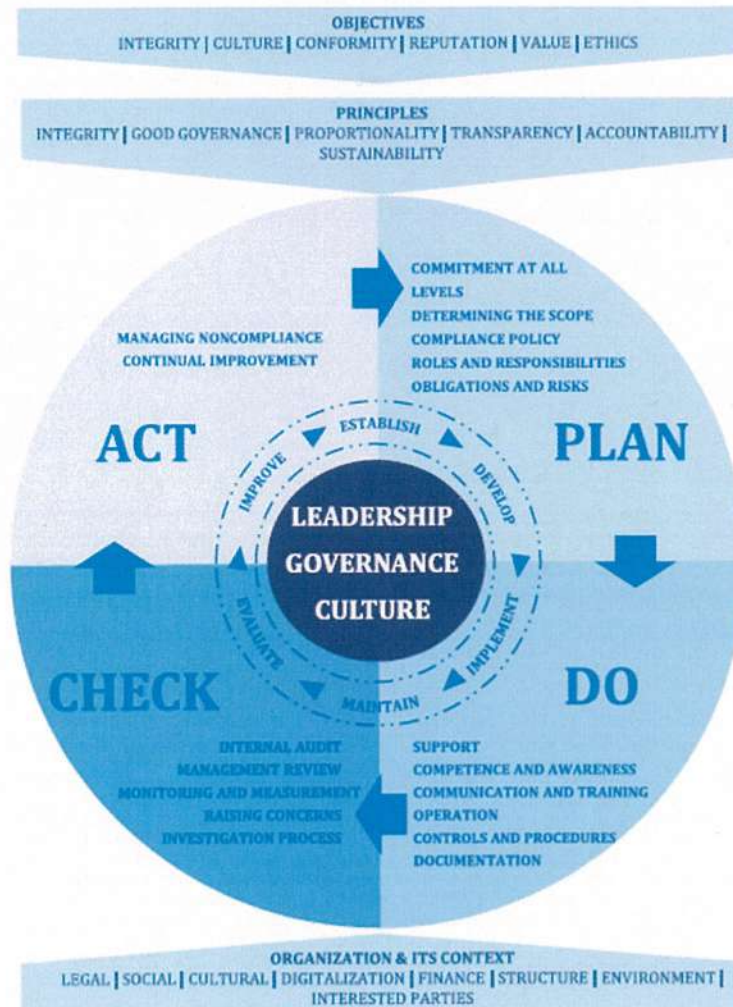 OBJECTIVES
INTEGRITY | CULTURE | CONFORMITY | REPUTATION | VALUE | ETHICS
PRINCIPLES
INTEGRITY | GOOD GOVERNANCE | PROPORTIONALITY | TRANSPARENCY | ACCOUNTABILITY |
SUSTAINABILITY
COMMITMENT AT ALL
LEVELS
DETERMINING THE SCOPE
COMPLIANCE POLICY
ROLES AND RESPONSIBILITIES
OBLIGATIONS AND RISKS
MANAGING NONCOMPLIANCE
CONTINUAL IMPROVEMENT
ACT
PLAN
ESTABLISH
DEVELOP
IMPLEMENT
MAINTAIN
EVALUATE
IMPROVE
LEADERSHIP
GOVERNANCE
CULTURE
CHECK
DO
INTERNAL AUDIT
MANAGEMENT REVIEW
MONITORING AND MEASUREMENT
RAISING CONCERNS
INVESTIGATION PROCESS
SUPPORT
COMPETENCE AND AWARENESS
COMMUNICATION AND TRAINING
OPERATION
CONTROLS AND PROCEDURES
DOCUMENTATION
ORGANIZATION & ITS CONTEXT
LEGAL | SOCIAL | CULTURAL | DIGITALIZATION | FINANCE | STRUCTURE | ENVIRONMENT |
INTERESTED PARTIES